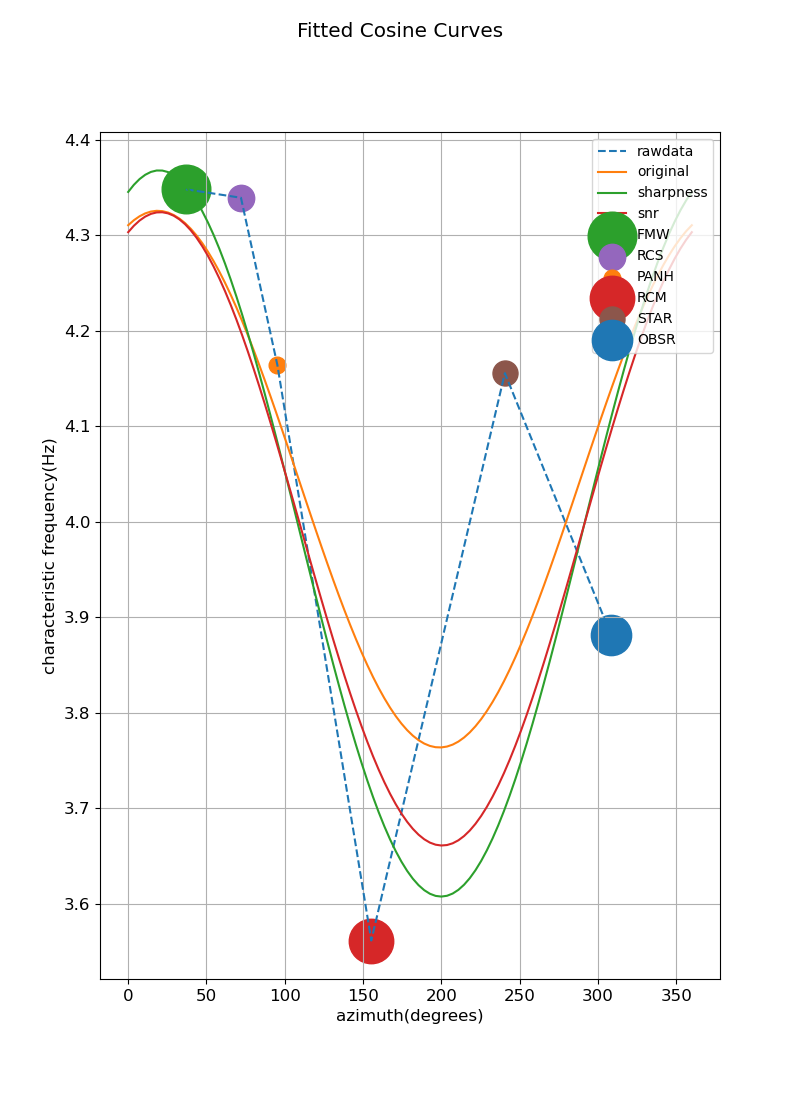 Fitted Cosine Curves
4.4
4.3
4.2
4.1
4.0
3.9
3.8
3.7
3.6
characteristic frequency(Hz)
rawdata
original
sharpness
snr
FMW
RCS
PANH
RCM
STAR
OBSR
0 50 100 150 200 250 300 350
azimuth(degrees)